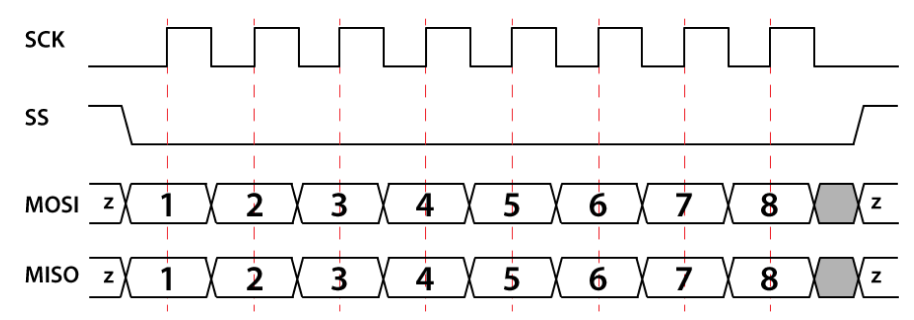 SCK
SS
MOSI z 1 2 3 4 5 6 7 8 z
MISO z 1 2 3 4 5 6 7 8 z